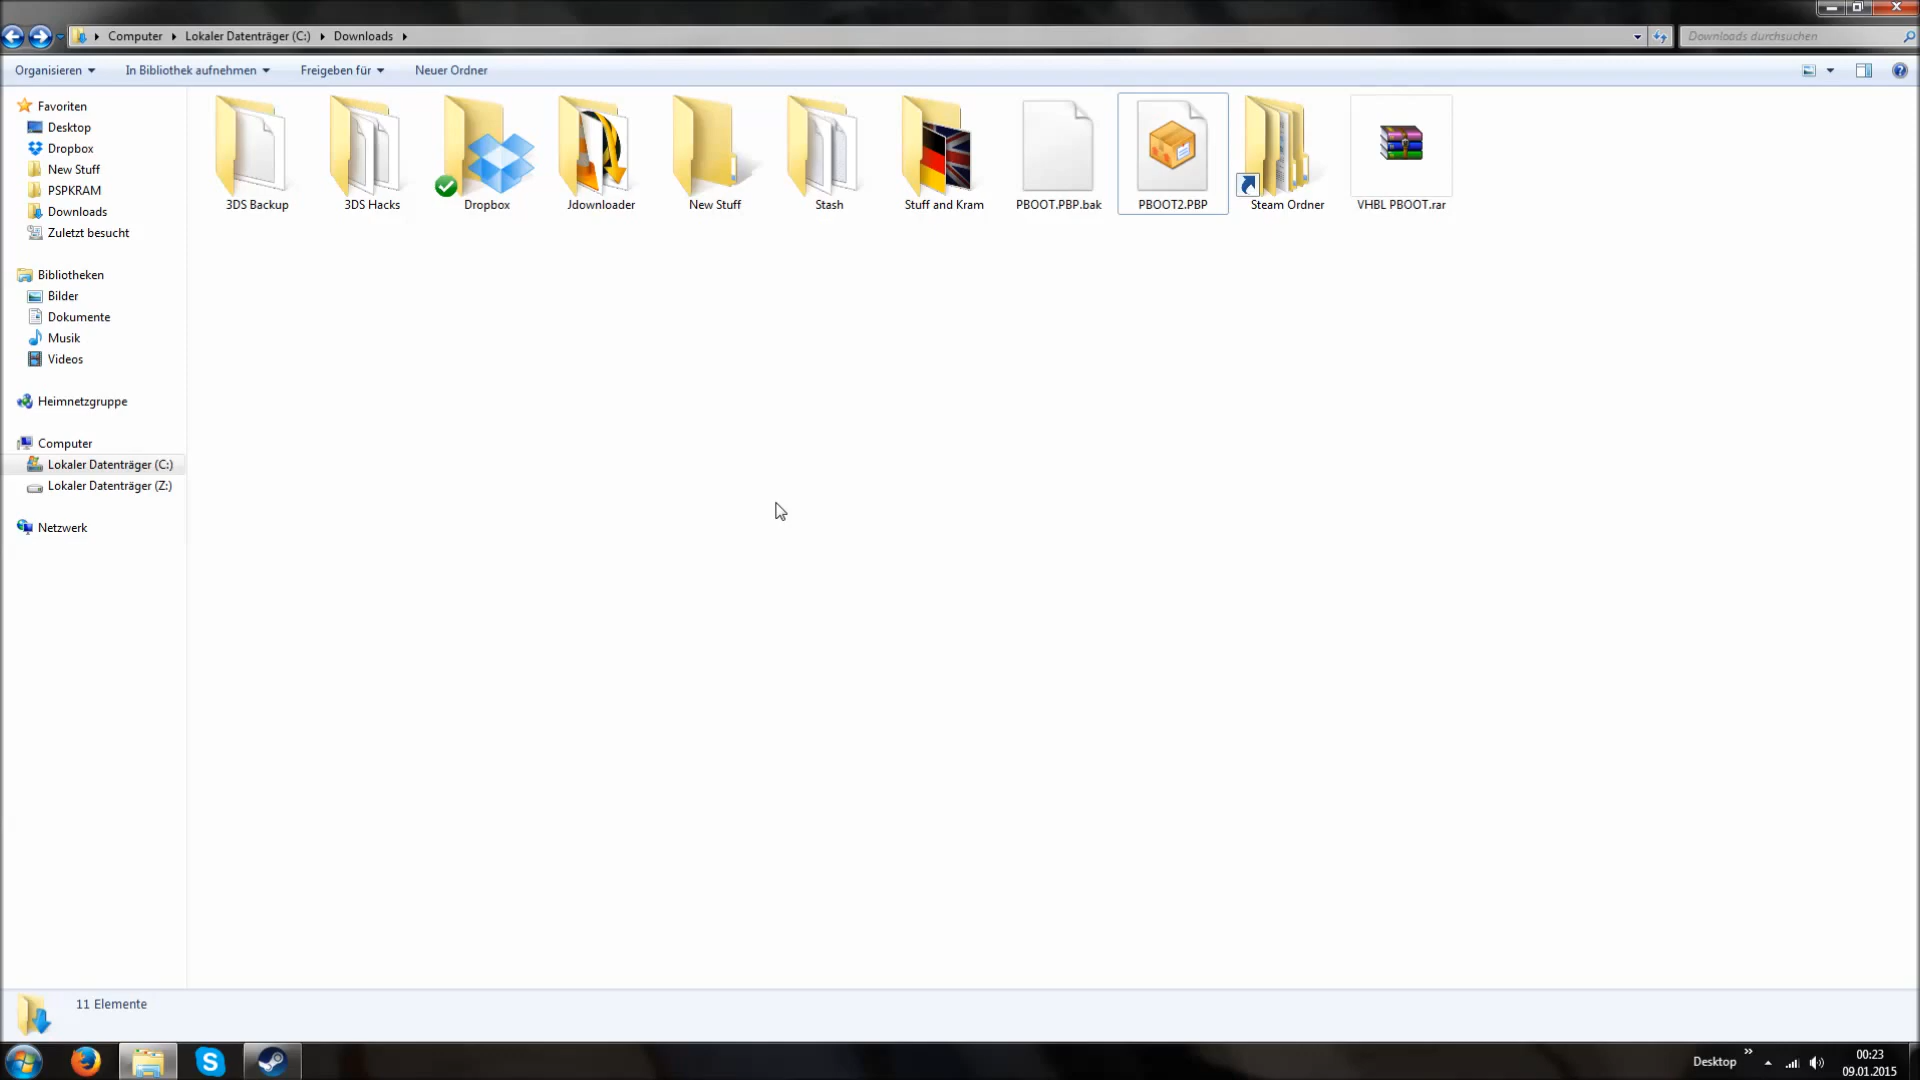 Computer
Lokaler Datenträger (C:)
Downloads
Downloads durchsuchen
Organisieren
In Bibliothek aufnehmen
Freigeben für
Neuer Ordner
Favoriten
Desktop
Dropbox
New Stuff
PSPKRAM
Downloads
Zuletzt besucht
Bibliotheken
Bilder
Dokumente
Musik
Videos
Heimnetzgruppe
Computer
Lokaler Datenträger (C:)
Lokaler Datenträger (Z:)
Netzwerk
3DS Backup
3DS Hacks
Dropbox
Jdownloader
New Stuff
Stash
Stuff and Kram
PBOOT.PBP.bak
PBOOT2.PBP
Steam Ordner
VHBL PBOOT.rar
11 Elemente
Desktop
00:23
09.01.2015